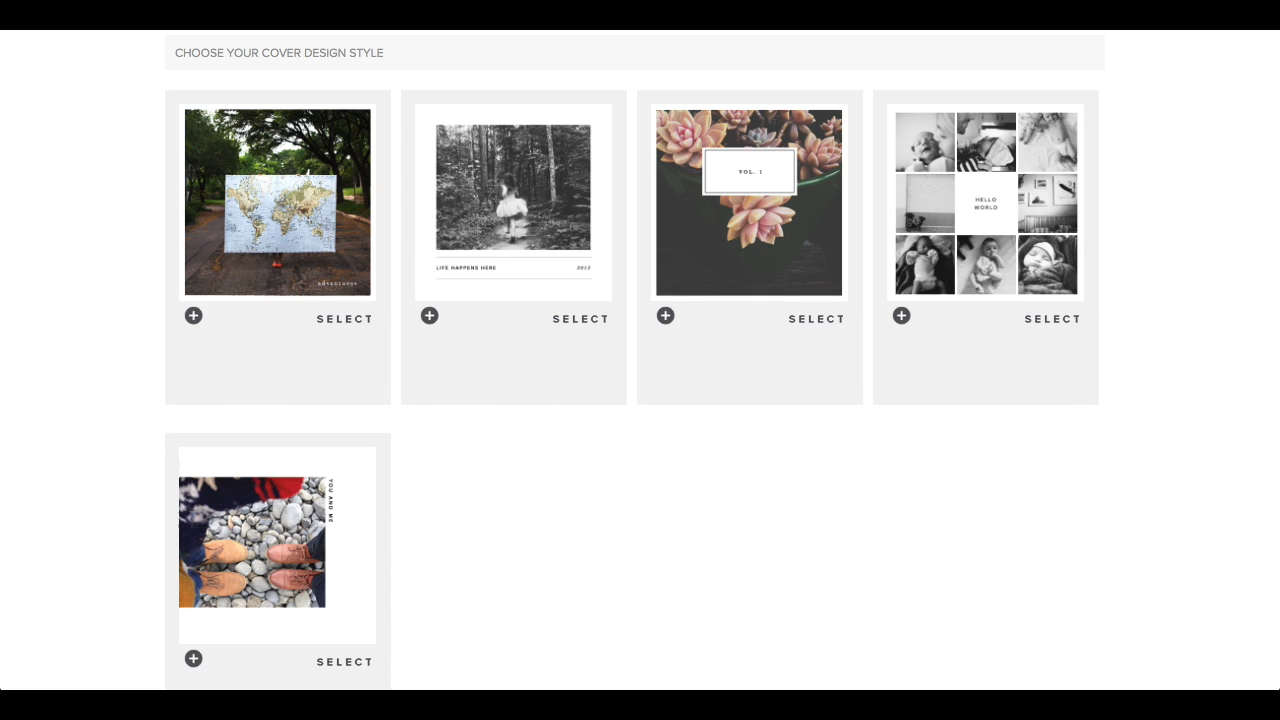 CHOOSE YOUR COVER DESIGN STYLE
adventures
LIFE HAPPENS HERE 2013
VOL. 1
HELLO
WORLD
SELECT
SELECT
SELECT
SELECT
YOU AND ME
SELECT